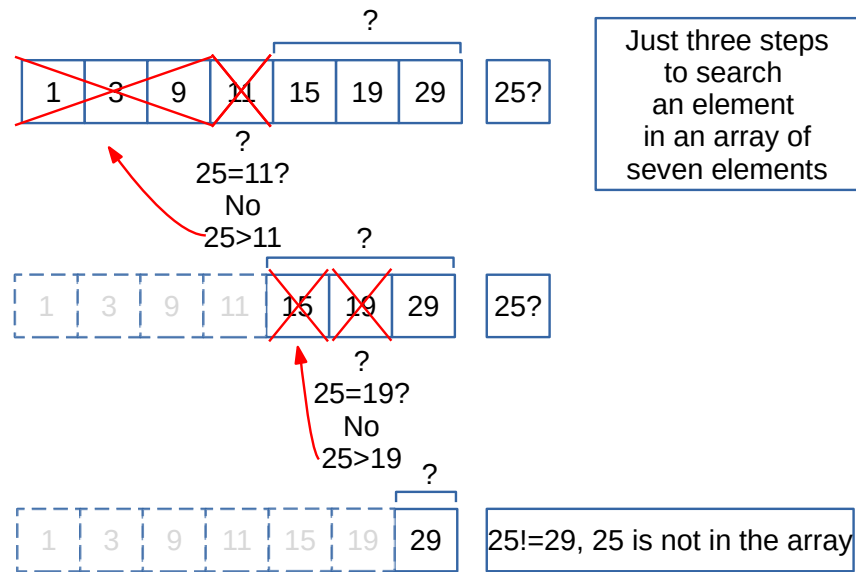 ?
1 3 9 11 15 19 29 25?
Just three steps
to search
an element
in an array of
seven elements
?
25=11?
No
25>11
?
1 3 9 11 15 19 29 25?
?
25=19?
No
25>19
?
1 3 9 11 15 19 29 25!=29, 25 is not in the array